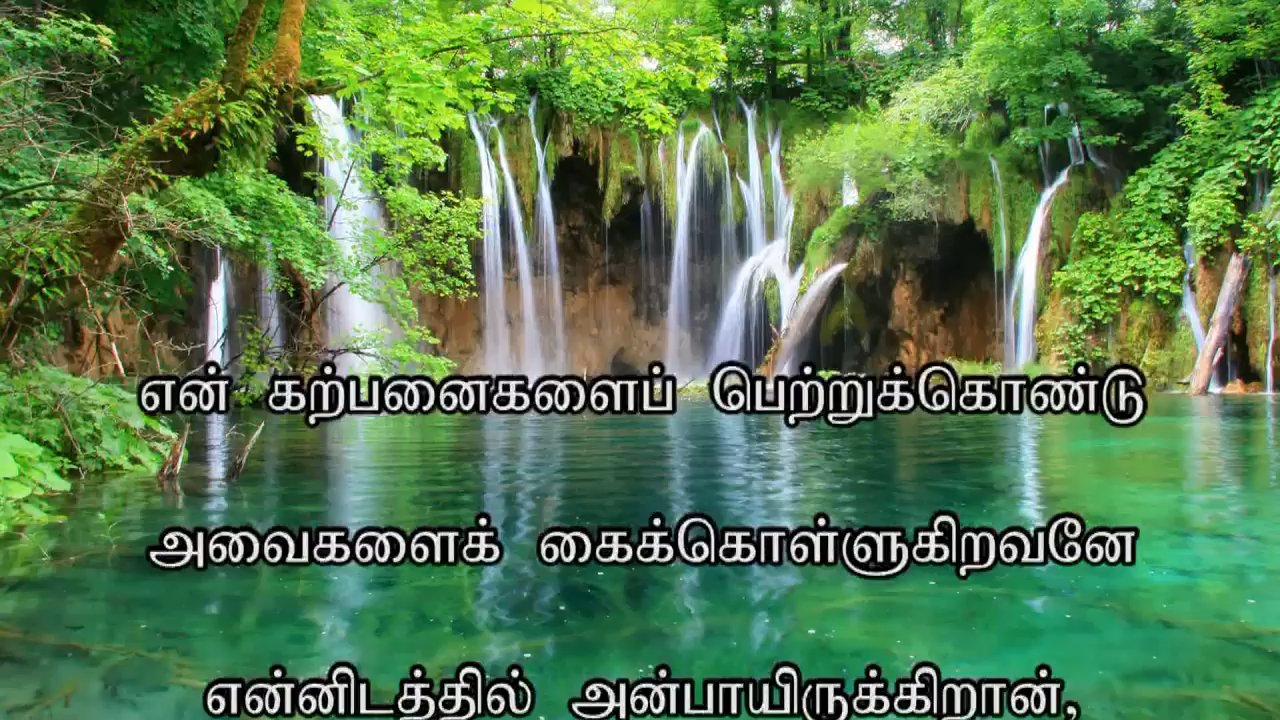 என் கற்பனைகளைப் பெற்றுக்கொண்டு
அவைகளைக் கைக்கொள்ளுகிறவனே
என்னிடத்தில் அன்பாயிருக்கிறான்,